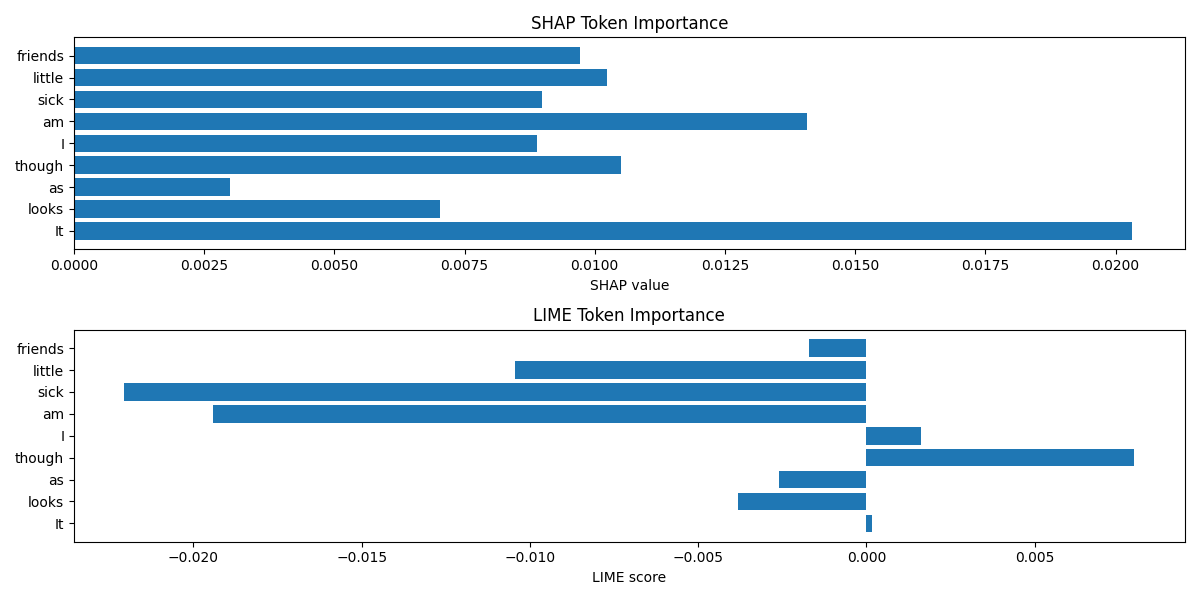 SHAP Token Importance
friends
little
sick
am
I
though
as
looks
It
0.0000 0.0025 0.0050 0.0075 0.0100 0.0125 0.0150 0.0175 0.0200
SHAP value
LIME Token Importance
friends
little
sick
am
I
though
as
looks
It
−0.020 −0.015 −0.010 −0.005 0.000 0.005
LIME score